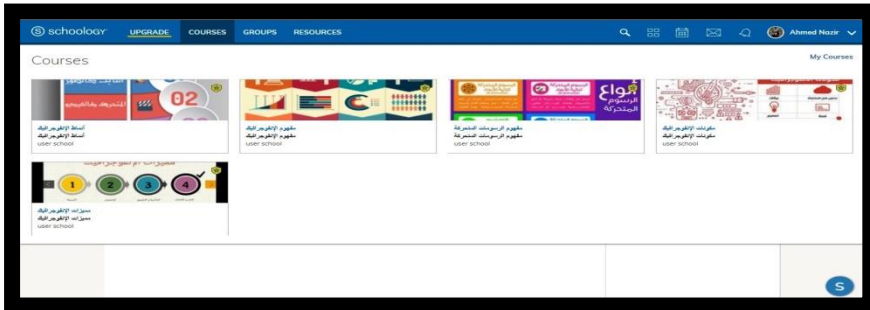 schoology UPGRADE COURSES GROUPS RESOURCES Ahmed Nazir
Courses
My Courses
02
أنماط الإنفوجرافيك
أنماط الإنفوجرافيك
user school
مفهوم الإنفوجرافيك
مفهوم الإنفوجرافيك
user school
أنواع
الرسوم
المتحركة
مفهوم الرسومات المتحركة
مفهوم الرسومات المتحركة
user school
مكونات الإنفوجرافيك
مكونات الإنفوجرافيك
user school
مميزات الإنفوجرافيك
1 2 3 4
مميزات الإنفوجرافيك
مميزات الإنفوجرافيك
user school
S